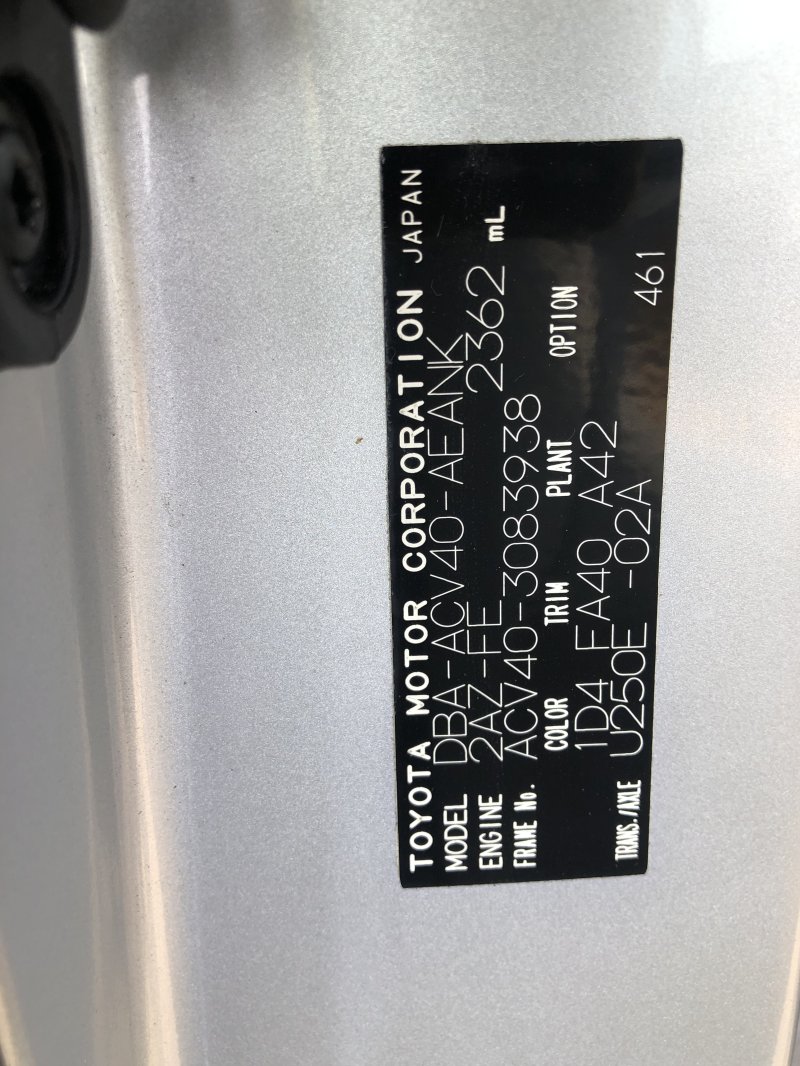 TOYOTA MOTOR CORPORATION JAPAN
MODEL DBA-ACV40-AEANK
ENGINE 2AZ-FE 2362 mL
FRAME No. ACV40-3083938
COLOR TRIM PLANT OPTION
1D4 FA40 A42
TRANS./AXLE U250E -02A 461